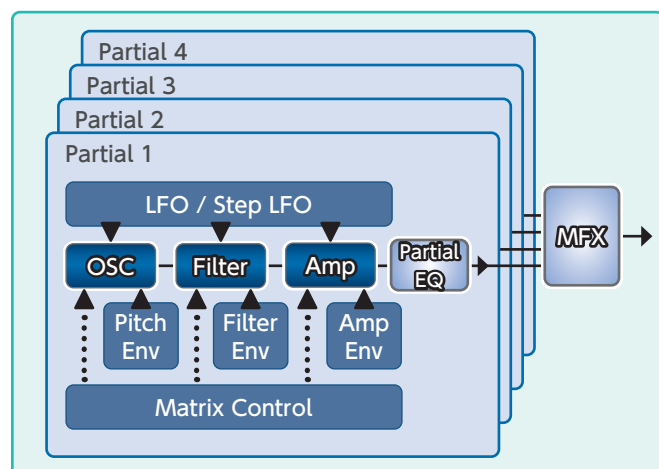 Partial 4
Partial 3
Partial 2
Partial 1
LFO / Step LFO
OSC
Filter
Amp
Partial
EQ
MFX
Pitch
Env
Filter
Env
Amp
Env
Matrix Control